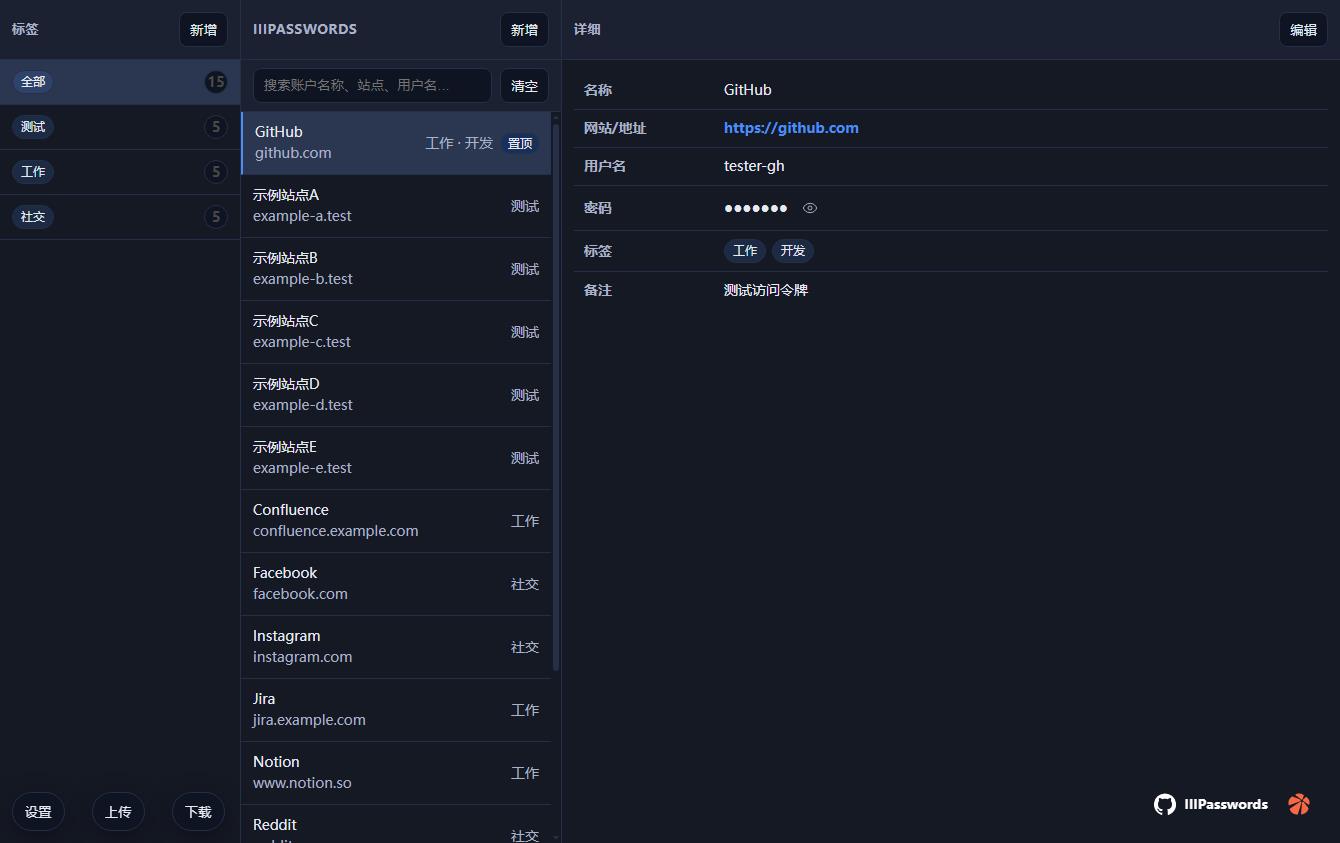 标签
新增
全部
15
测试
5
工作
5
社交
5
设置
上传
下载
IIIPASSWORDS
新增
搜索账户名称、站点、用户名...
清空
GitHub
github.com
工作 · 开发
置顶
示例站点A
example-a.test
测试
示例站点B
example-b.test
测试
示例站点C
example-c.test
测试
示例站点D
example-d.test
测试
示例站点E
example-e.test
测试
Confluence
confluence.example.com
工作
Facebook
facebook.com
社交
Instagram
instagram.com
社交
Jira
jira.example.com
工作
Notion
www.notion.so
工作
Reddit
社交
详细
编辑
名称
GitHub
网站/地址
https://github.com
用户名
tester-gh
密码
●●●●●●●
标签
工作
开发
备注
测试访问令牌
IIIPasswords